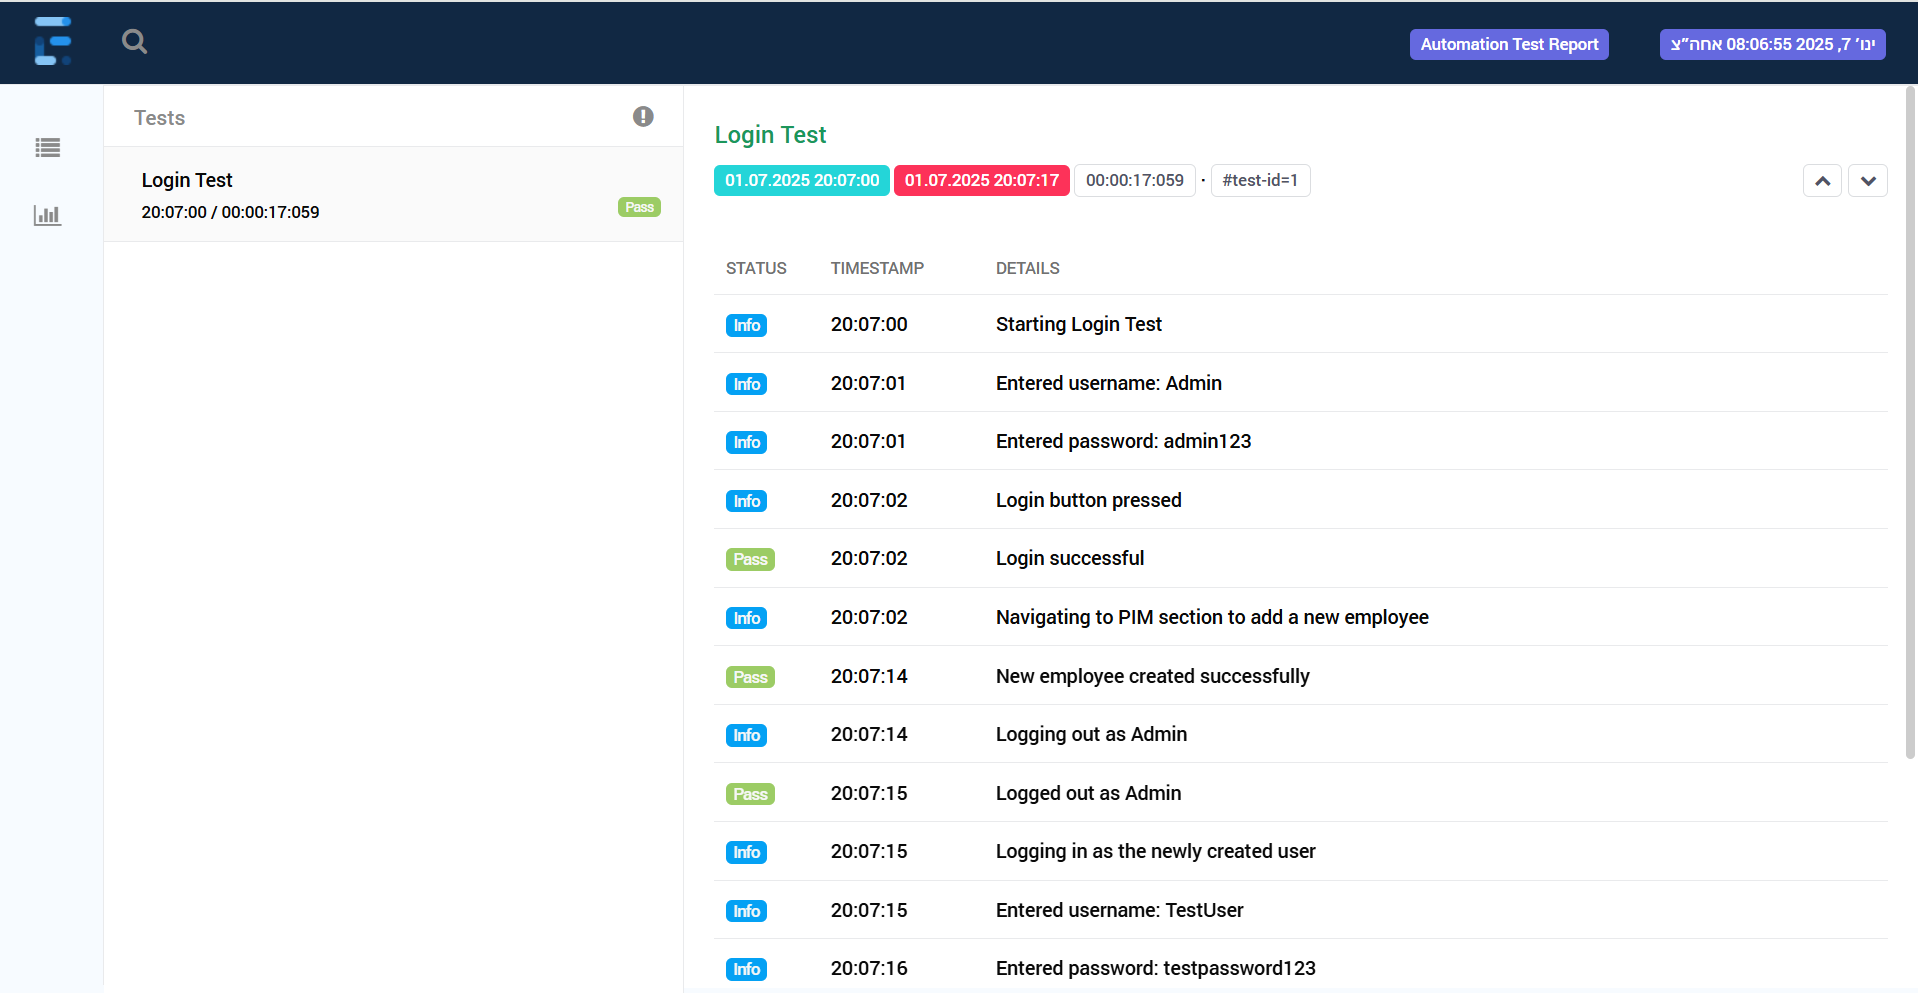 Automation Test Report
ינו׳ 7, 2025 08:06:55 אחה״צ
Tests
Login Test
20:07:00 / 00:00:17:059
Pass
Login Test
01.07.2025 20:07:00 01.07.2025 20:07:17 00:00:17:059 · #test-id=1
STATUS TIMESTAMP DETAILS
Info 20:07:00 Starting Login Test
Info 20:07:01 Entered username: Admin
Info 20:07:01 Entered password: admin123
Info 20:07:02 Login button pressed
Pass 20:07:02 Login successful
Info 20:07:02 Navigating to PIM section to add a new employee
Pass 20:07:14 New employee created successfully
Info 20:07:14 Logging out as Admin
Pass 20:07:15 Logged out as Admin
Info 20:07:15 Logging in as the newly created user
Info 20:07:15 Entered username: TestUser
Info 20:07:16 Entered password: testpassword123